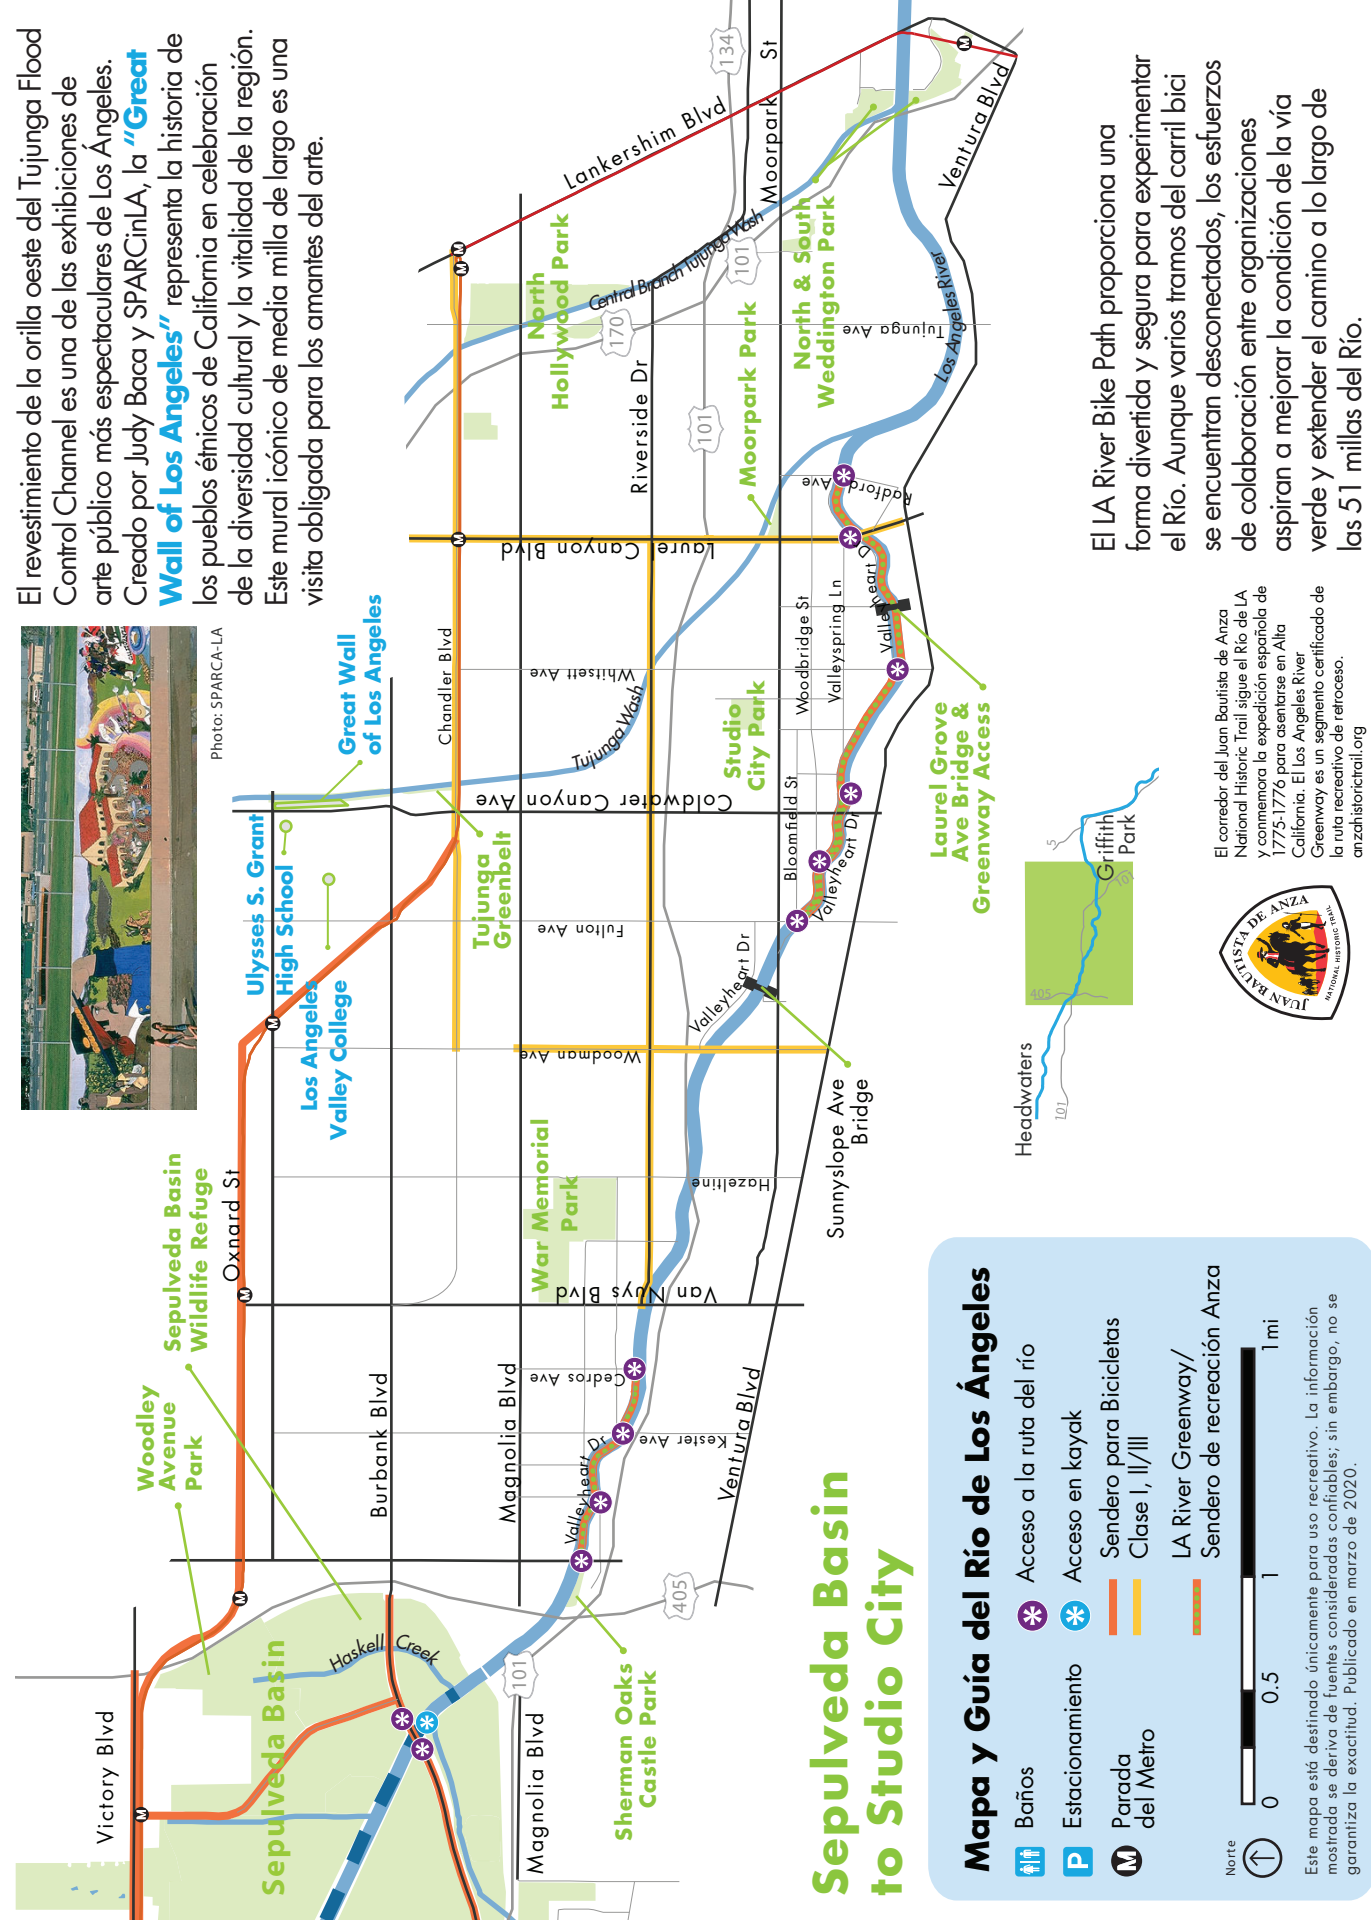 El revestimiento de la orilla oeste del Tujunga Flood
Control Channel es una de las exhibiciones de
arte público más espectaculares de Los Ángeles.
Creado por Judy Baca y SPARCinLA, la “Great
Wall of Los Angeles” representa la historia de
los pueblos étnicos de California en celebración
de la diversidad cultural y la vitalidad de la región.
Este mural icónico de media milla de largo es una
visita obligada para los amantes del arte.
Photo: SPARCA-LA
Victory Blvd
Woodley
Avenue
Park
Sepulveda Basin
Wildlife Refuge
Oxnard St
Burbank Blvd
Magnolia Blvd
Magnolia Blvd
Sepulveda Basin
Haskell Creek
101
405
Sherman Oaks
Castle Park
Valleyheart Dr
Kester Ave
Cedros Ave
Van Nuys Blvd
Ventura Blvd
War Memorial
Park
Hazeltine
Woodman Ave
Sunnyslope Ave
Bridge
Valleyheart Dr
Fulton Ave
Los Angeles
Valley College
Ulysses S. Grant
High School
Great Wall
of Los Angeles
Tujunga
Greenbelt
Coldwater Canyon Ave
Chandler Blvd
Tujunga Wash
Whitsett Ave
Studio
City Park
Bloomfield St
Valleyheart Dr
Woodbridge St
Valleyspring Ln
Valleyheart Dr
Laurel Grove
Ave Bridge &
Greenway Access
Laurel Canyon Blvd
Radford Ave
Moorpark Park
Riverside Dr
101
170
101
134
North
Hollywood Park
Central Branch Tujunga Wash
Lankershim Blvd
Moorpark St
North & South
Weddington Park
Tujunga Ave
Los Angeles River
Ventura Blvd
M
M
M
M
M
M
M
M
El LA River Bike Path proporciona una
forma divertida y segura para experimentar
el Río. Aunque varios tramos del carril bici
se encuentran desconectados, los esfuerzos
de colaboración entre organizaciones
aspiran a mejorar la condición de la vía
verde y extender el camino a lo largo de
las 51 millas del Río.
El corredor del Juan Bautista de Anza
National Historic Trail sigue el Río de LA
y conmemora la expedición española de
1775-1776 para asentarse en Alta
California. El Los Angeles River
Greenway es un segmento certificado de
la ruta recreativo de retroceso.
anzahistorictrail.org
JUAN BAUTISTA DE ANZA
NATIONAL HISTORIC TRAIL
Headwaters
101
405
101
5
Griffith
Park
Sepulveda Basin
to Studio City
Mapa y Guía del Río de Los Ángeles
Baños
P Estacionamiento
M Parada
del Metro
Acceso a la ruta del río
Acceso en kayak
Sendero para Bicicletas
Clase I, II/III
LA River Greenway/
Sendero de recreación Anza
Norte
0 0.5 1 1mi
Este mapa está destinado únicamente para uso recreativo. La información
mostrada se deriva de fuentes consideradas confiables; sin embargo, no se
garantiza la exactitud. Publicado en marzo de 2020.